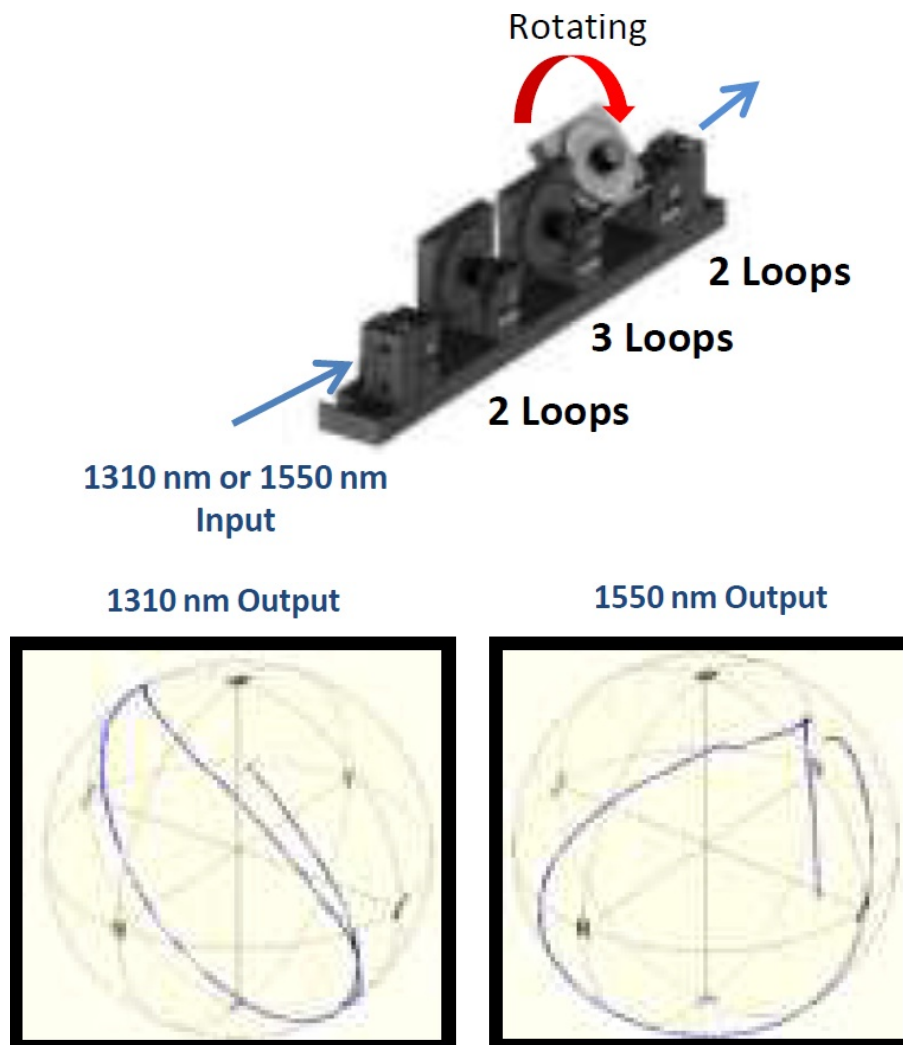 Rotating
2 Loops
3 Loops
2 Loops
1310 nm or 1550 nm
Input
1310 nm Output
1550 nm Output